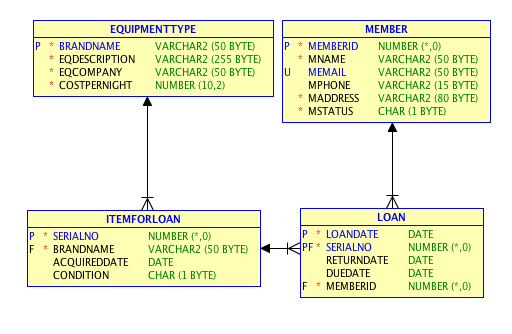 EQUIPMENTTYPE
P * BRANDNAME VARCHAR2 (50 BYTE)
* EQDESCRIPTION VARCHAR2 (255 BYTE)
* EQCOMPANY VARCHAR2 (50 BYTE)
* COSTPERNIGHT NUMBER (10,2)
MEMBER
P * MEMBERID NUMBER (*,0)
* MNAME VARCHAR2 (50 BYTE)
U MEMAIL VARCHAR2 (50 BYTE)
MPHONE VARCHAR2 (15 BYTE)
* MADDRESS VARCHAR2 (80 BYTE)
* MSTATUS CHAR (1 BYTE)
ITEMFORLOAN
P * SERIALNO NUMBER (*,0)
F * BRANDNAME VARCHAR2 (50 BYTE)
ACQUIREDDATE DATE
CONDITION CHAR (1 BYTE)
LOAN
P * LOANDATE DATE
PF * SERIALNO NUMBER (*,0)
RETURNDATE DATE
DUEDATE DATE
F * MEMBERID NUMBER (*,0)